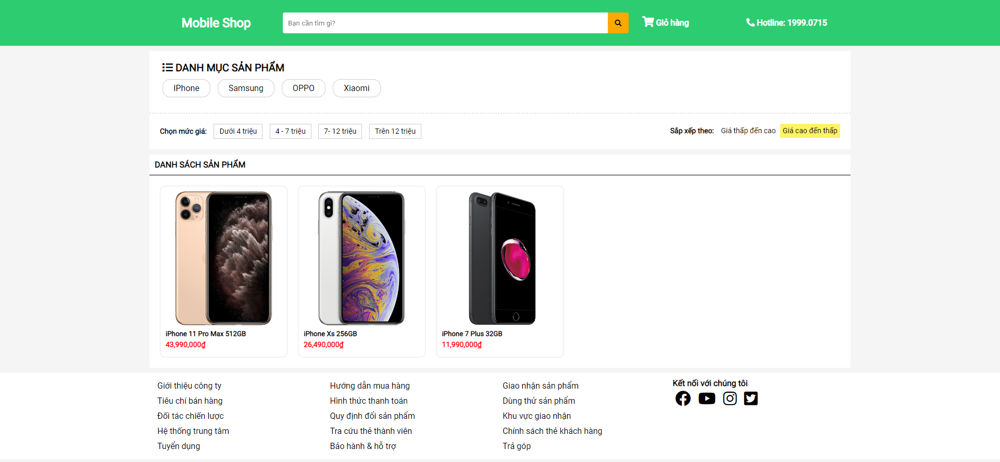 Mobile Shop
Bạn cần tìm gì?
Giỏ hàng
Hotline: 1999.0715
DANH MỤC SẢN PHẨM
IPhone
Samsung
OPPO
Xiaomi
Chọn mức giá:
Dưới 4 triệu
4 - 7 triệu
7- 12 triệu
Trên 12 triệu
Sắp xếp theo:
Giá thấp đến cao
Giá cao đến thấp
DANH SÁCH SẢN PHẨM
iPhone 11 Pro Max 512GB
43,990,000₫
iPhone Xs 256GB
26,490,000₫
iPhone 7 Plus 32GB
11,990,000₫
Giới thiệu công ty
Tiêu chí bán hàng
Đối tác chiến lược
Hệ thống trung tâm
Tuyển dụng
Hướng dẫn mua hàng
Hình thức thanh toán
Quy định đổi sản phẩm
Tra cứu thẻ thành viên
Bảo hành & hỗ trợ
Giao nhận sản phẩm
Dùng thử sản phẩm
Khu vực giao nhận
Chính sách thẻ khách hàng
Trả góp
Kết nối với chúng tôi